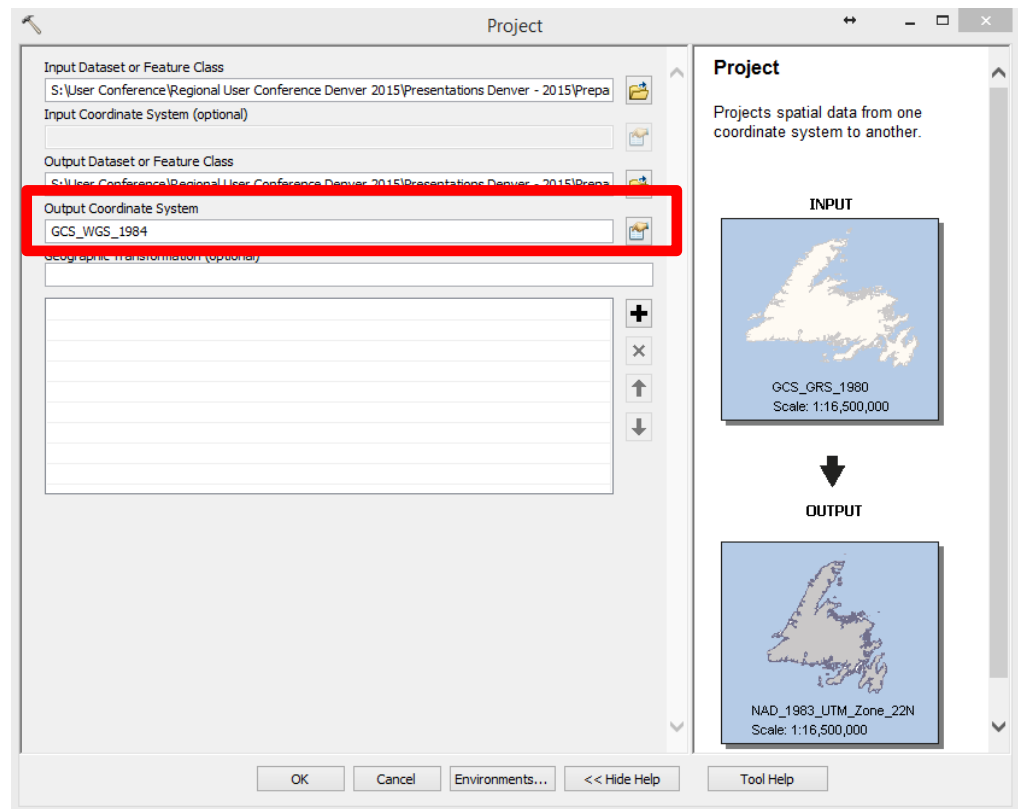 Project
Input Dataset or Feature Class
S:\User Conference\Regional User Conference Denver 2015\Presentations Denver - 2015\Prepa
Input Coordinate System (optional)
Output Dataset or Feature Class
S:\User Conference\Regional User Conference Denver 2015\Presentations Denver - 2015\Prepa
Output Coordinate System
GCS_WGS_1984
Geographic Transformation (optional)
OK
Cancel
Environments...
<< Hide Help
Tool Help
Project
Projects spatial data from one
coordinate system to another.
INPUT
GCS_GRS_1980
Scale: 1:16,500,000
OUTPUT
NAD_1983_UTM_Zone_22N
Scale: 1:16,500,000